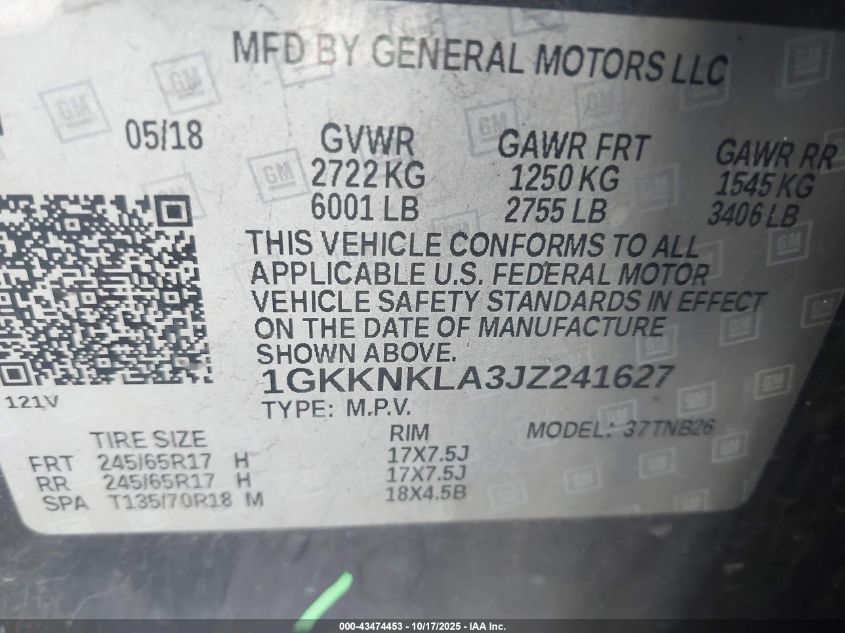 MFD BY GENERAL MOTORS LLC
05/18 GVWR GAWR FRT GAWR RR
2722 KG 1250 KG 1545 KG
6001 LB 2755 LB 3406 LB
THIS VEHICLE CONFORMS TO ALL
APPLICABLE U.S. FEDERAL MOTOR
VEHICLE SAFETY STANDARDS IN EFFECT
ON THE DATE OF MANUFACTURE
SHOWN ABOVE.
1GKKNKLA3JZ241627
121V TYPE: M.P.V.
TIRE SIZE RIM MODEL: 37TNB26
FRT 245/65R17 H 17X7.5J
RR 245/65R17 H 17X7.5J
SPA T135/70R18 M 18X4.5B
000-43474453 - 10/17/2025 - IAA Inc.